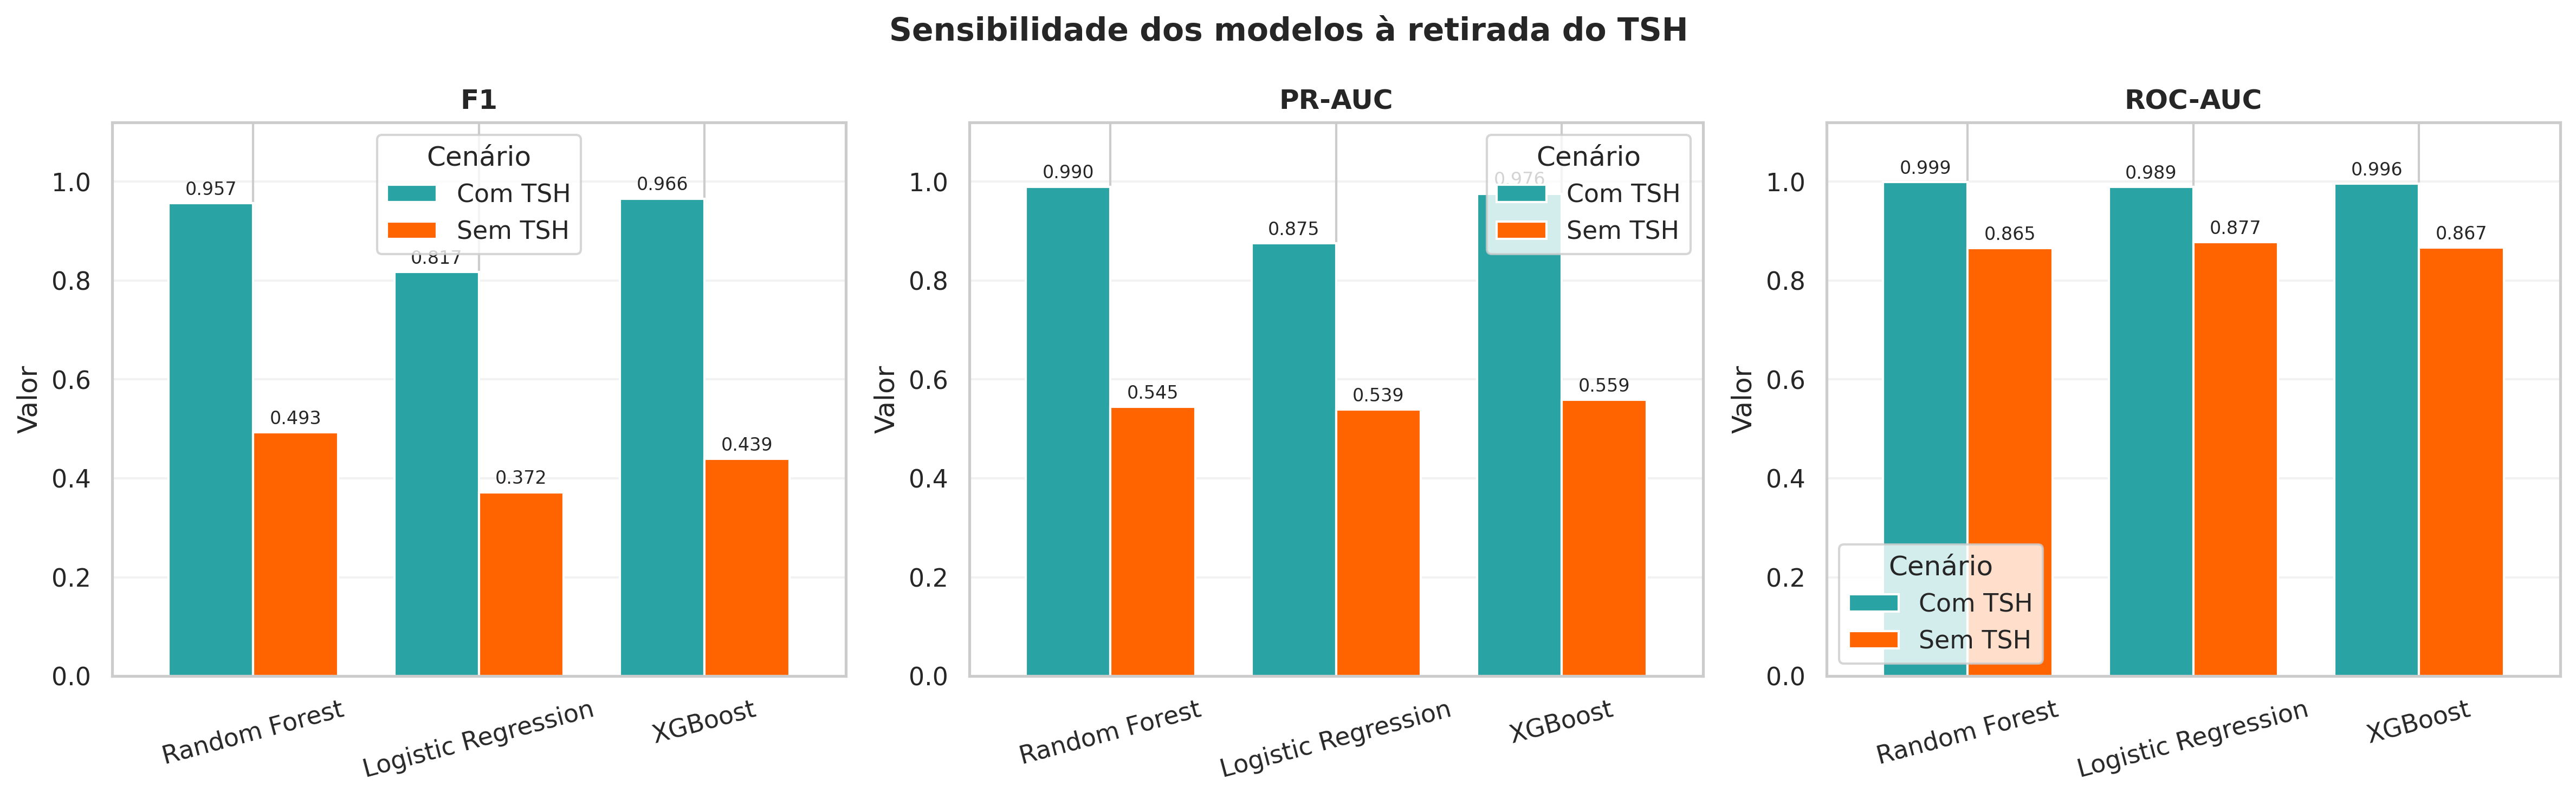 Sensibilidade dos modelos à retirada do TSH
F1
Valor
1.0
0.8
0.6
0.4
0.2
0.0
Cenário
Com TSH
Sem TSH
0.957
0.493
0.817
0.372
0.966
0.439
Random Forest
Logistic Regression
XGBoost
PR-AUC
Valor
1.0
0.8
0.6
0.4
0.2
0.0
Cenário
Com TSH
Sem TSH
0.990
0.545
0.875
0.539
0.976
0.559
Random Forest
Logistic Regression
XGBoost
ROC-AUC
Valor
1.0
0.8
0.6
0.4
0.2
0.0
0.999
0.865
0.989
0.877
0.996
0.867
Cenário
Com TSH
Sem TSH
Random Forest
Logistic Regression
XGBoost